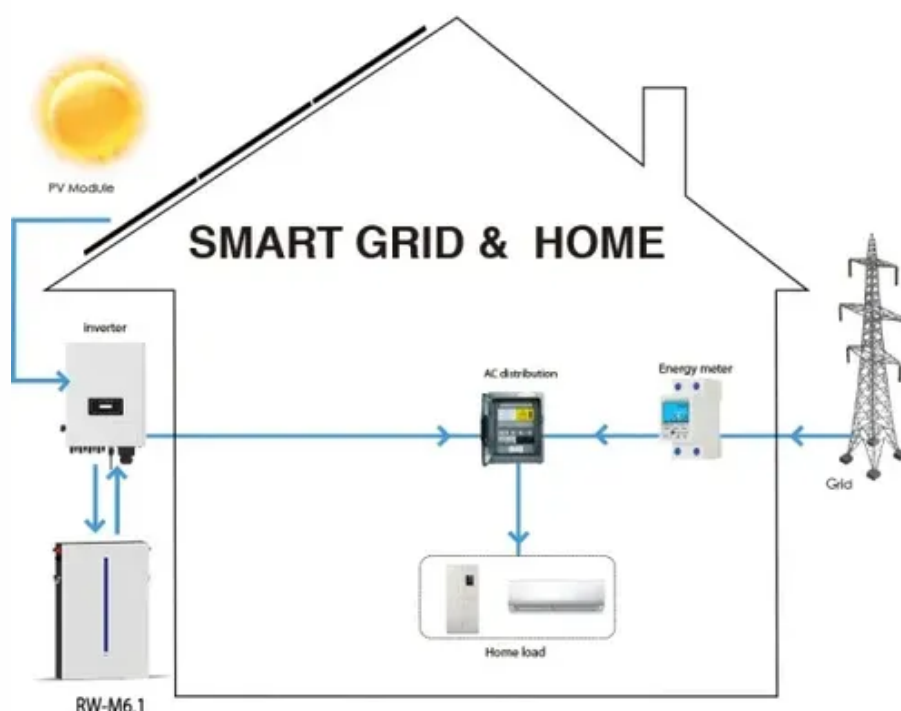 PV Module
SMART GRID & HOME
inverter
AC distribution
Energy meter
Grid
Home load
RW-M6.1